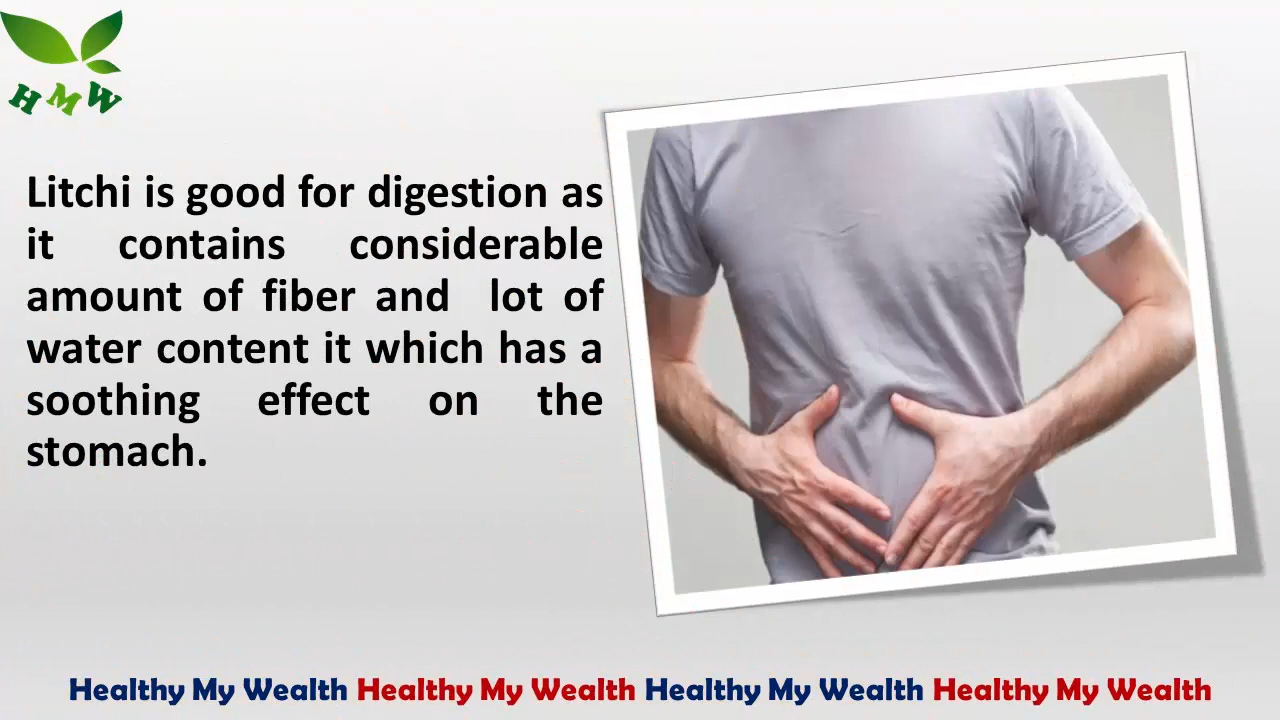 HMW
Litchi is good for digestion as
it contains considerable
amount of fiber and lot of
water content it which has a
soothing effect on the
stomach.
Healthy My Wealth Healthy My Wealth Healthy My Wealth Healthy My Wealth